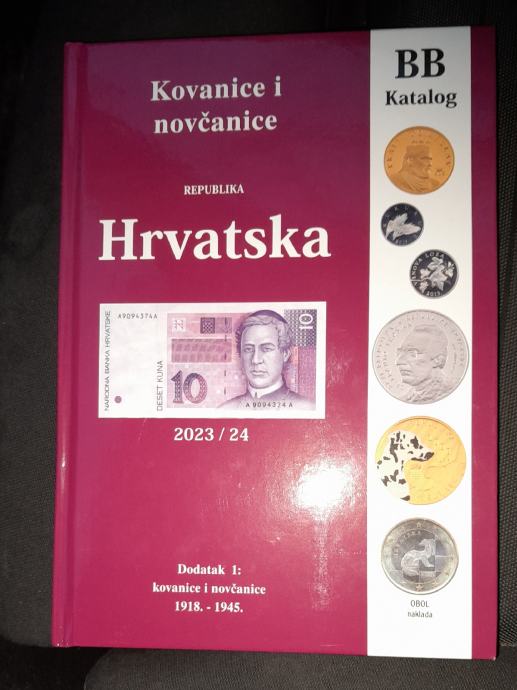 Kovanice i
novčanice
REPUBLIKA
Hrvatska
NARODNA BANKA HRVATSKE
A9094374A
DESET KUNA
10
10
A 9094374 A
2023 / 24
Dodatak 1:
kovanice i novčanice
1918. - 1945.
BB
Katalog
OBOL
naklada